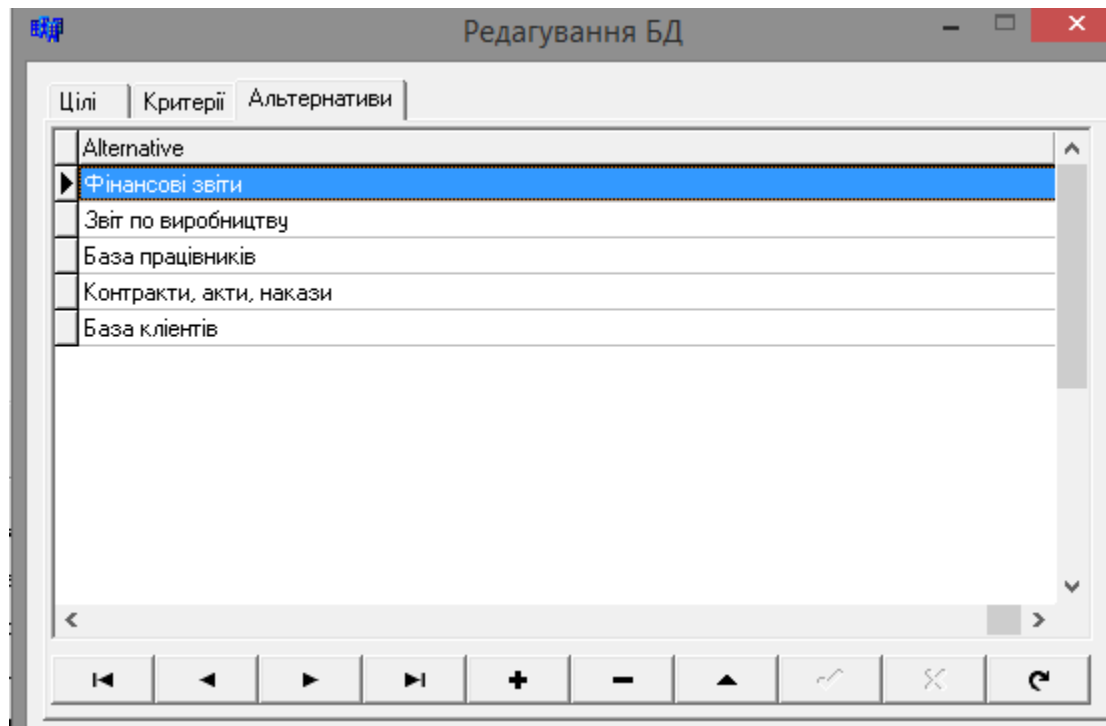 Редагування БД
Цілі Критерії Альтернативи
Alternative
Фінансові звіти
Звіт по виробництву
База працівників
Контракти, акти, накази
База клієнтів